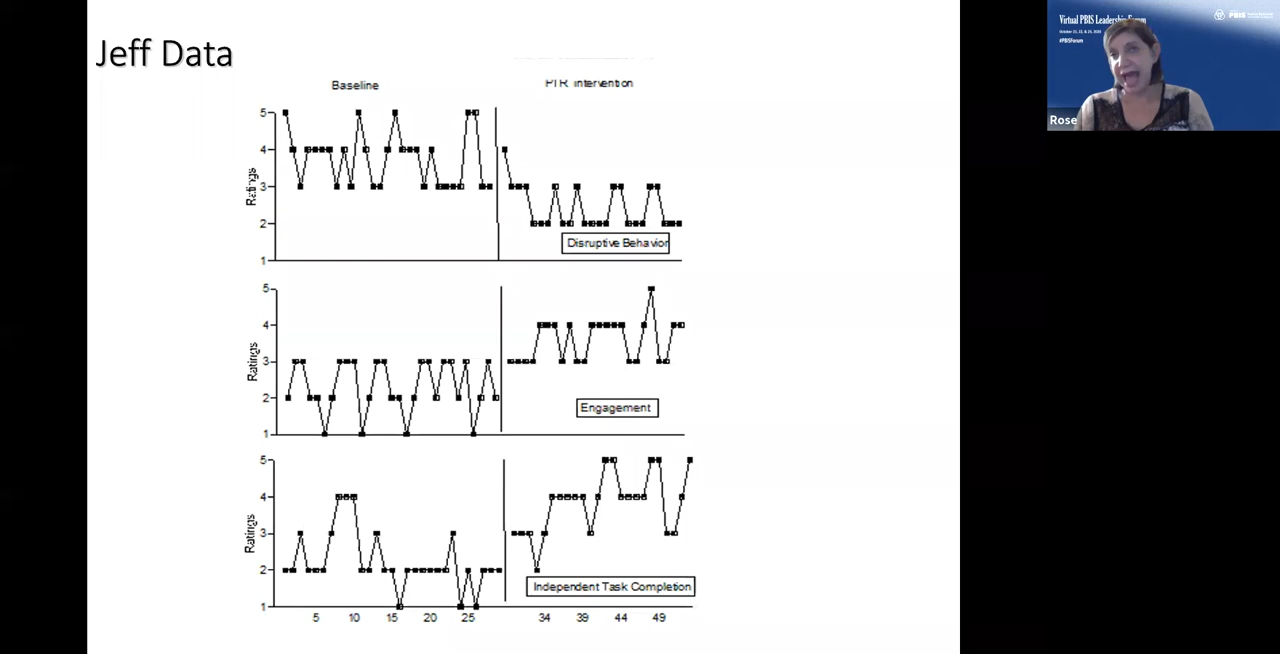 Jeff Data
Baseline
PTR intervention
5
4
3
2
1
Ratings
Disruptive Behavior
5
4
3
2
1
Ratings
Engagement
5
4
3
2
1
Ratings
Independent Task Completion
5 10 15 20 25 34 39 44 49
Virtual PBIS Leadership Forum
#PBISForum
PBIS
Rose